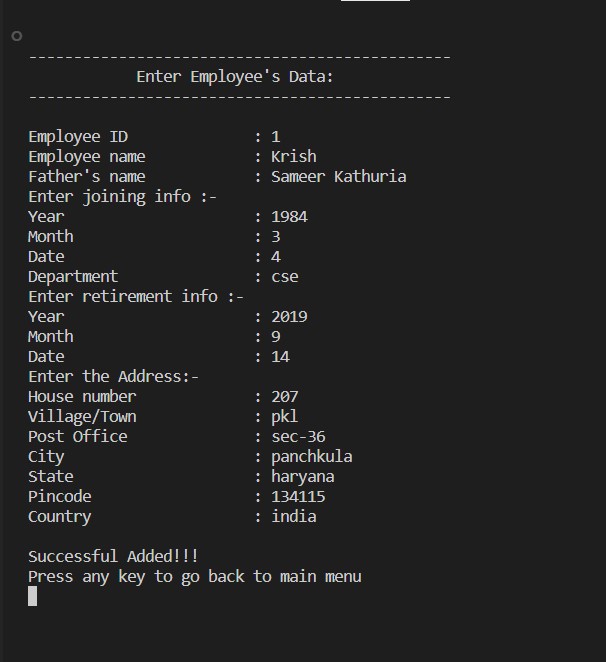 -----------------------------------------------
Enter Employee's Data:
-----------------------------------------------
Employee ID : 1
Employee name : Krish
Father's name : Sameer Kathuria
Enter joining info :-
Year : 1984
Month : 3
Date : 4
Department : cse
Enter retirement info :-
Year : 2019
Month : 9
Date : 14
Enter the Address:-
House number : 207
Village/Town : pkl
Post Office : sec-36
City : panchkula
State : haryana
Pincode : 134115
Country : india
Successful Added!!!
Press any key to go back to main menu